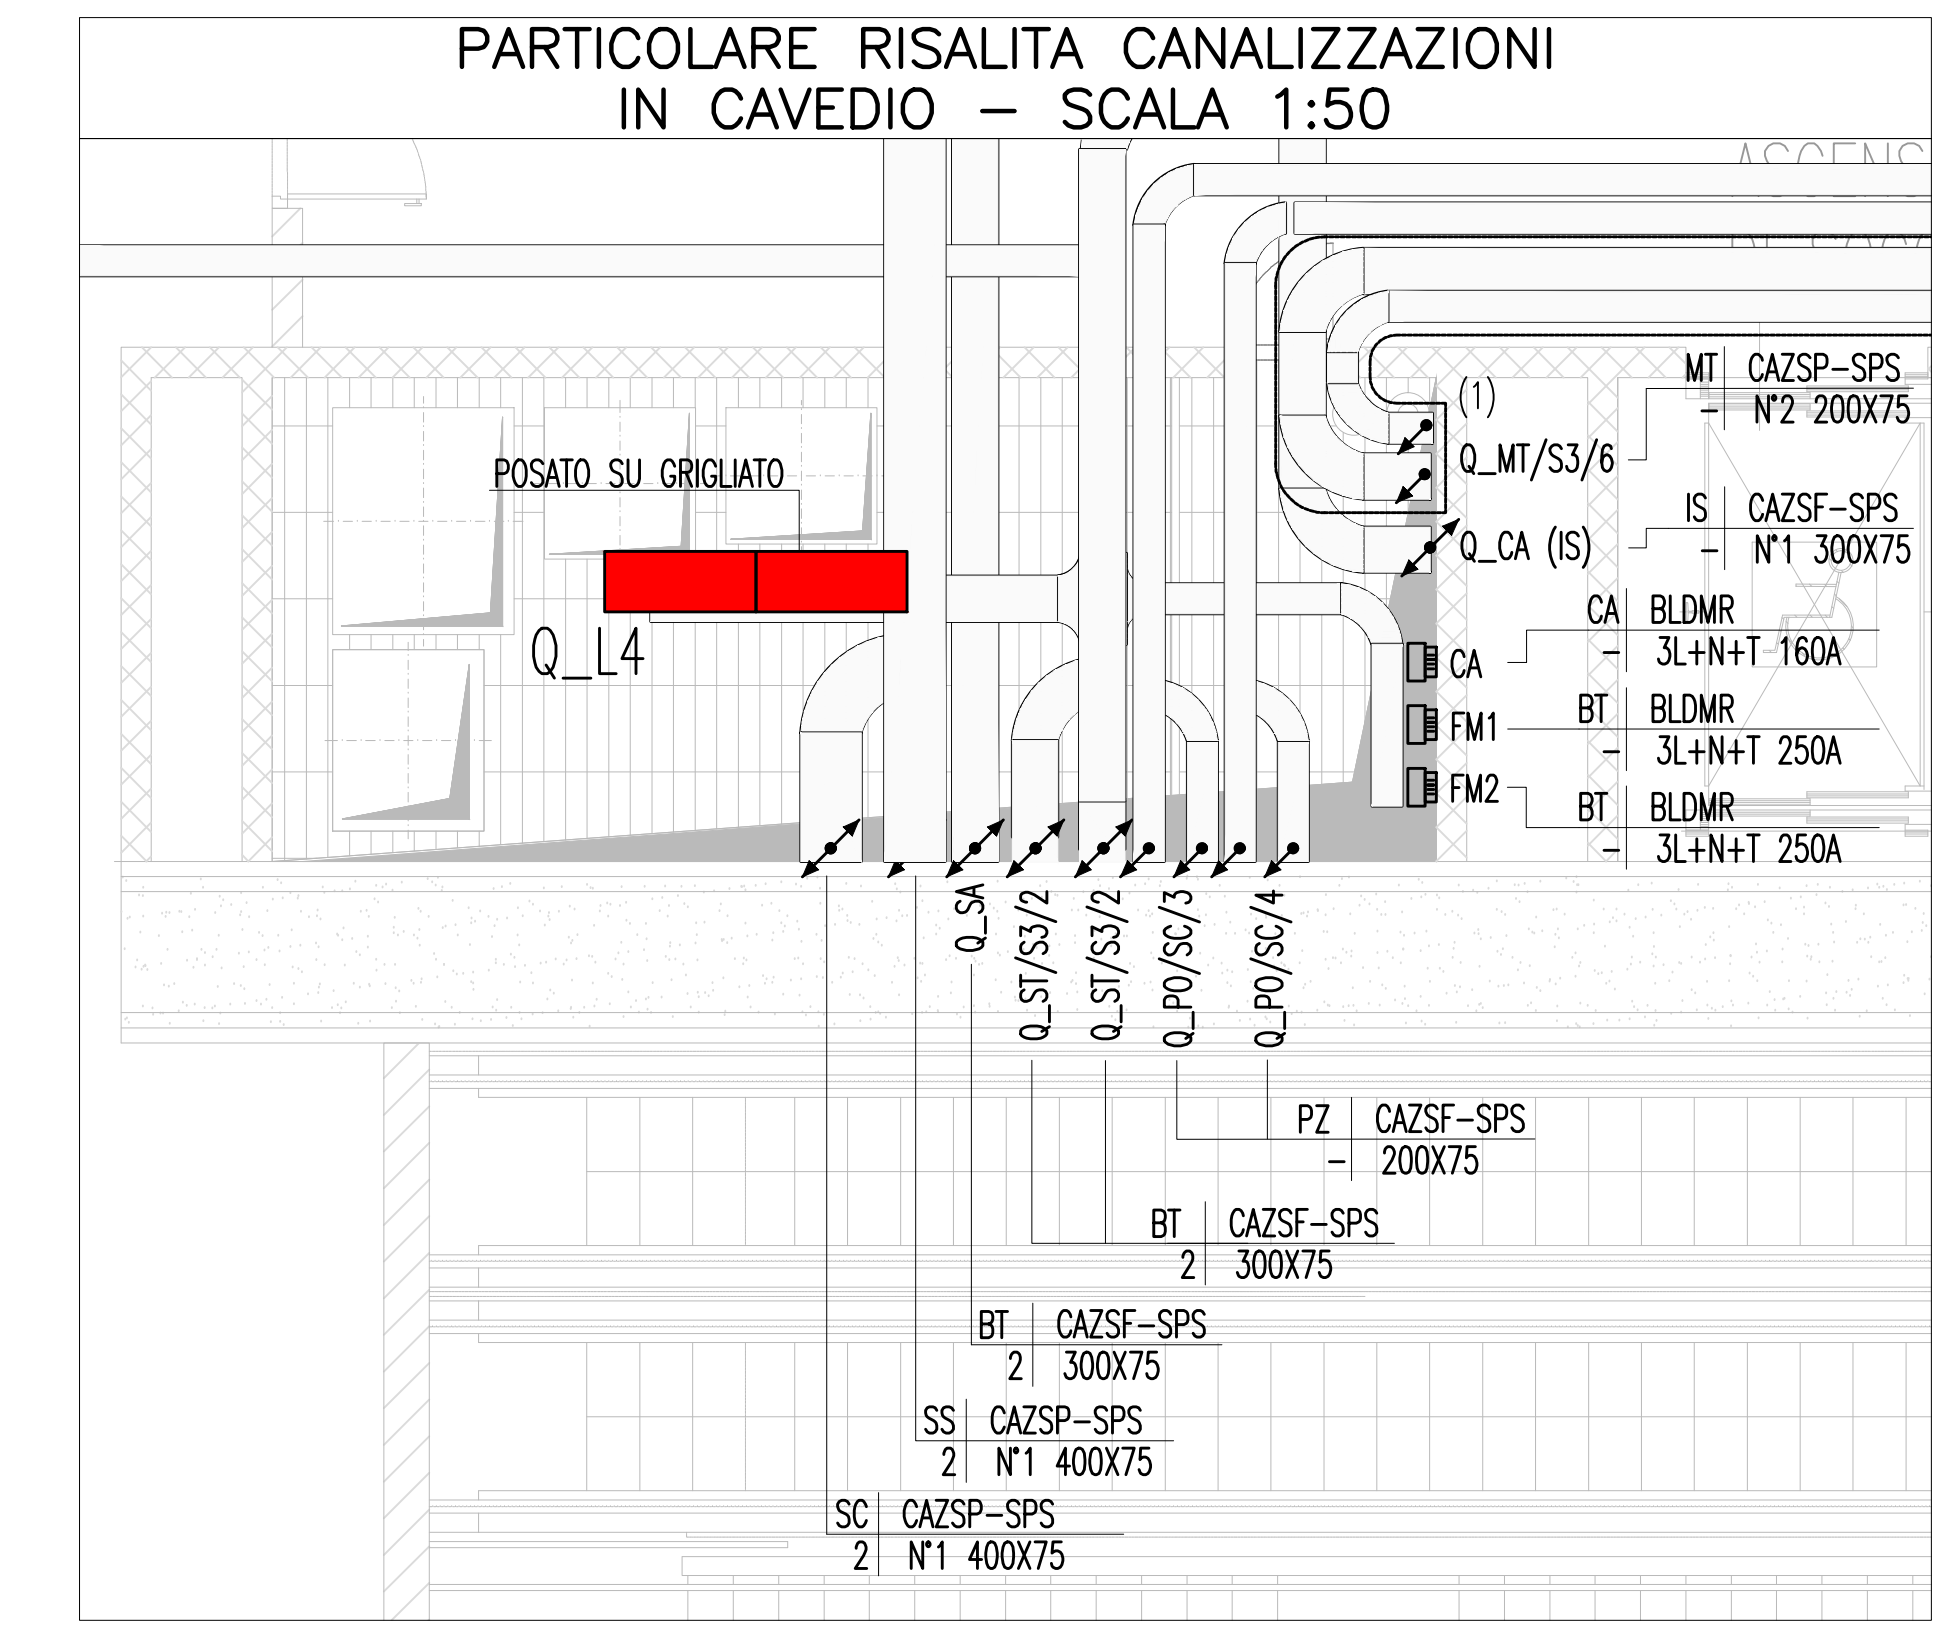 PARTICOLARE RISALITA CANALIZZAZIONI
IN CAVEDIO - SCALA 1:50
MT CAZSP-SPS
- N°2 200X75
(1)
Q_MT/S3/6
POSATO SU GRIGLIATO
IS CAZSF-SPS
- N°1 300X75
Q_CA (IS)
Q_L4
CA BLDMR
- 3L+N+T 160A
CA
BT BLDMR
- 3L+N+T 250A
FM1
BT BLDMR
- 3L+N+T 250A
FM2
Q_SA
Q_ST/S3/2
Q_ST/S3/2
Q_PO/SC/3
Q_PO/SC/4
PZ CAZSF-SPS
- 200X75
BT CAZSF-SPS
2 300X75
BT CAZSF-SPS
2 300X75
SS CAZSP-SPS
2 N°1 400X75
SC CAZSP-SPS
2 N°1 400X75